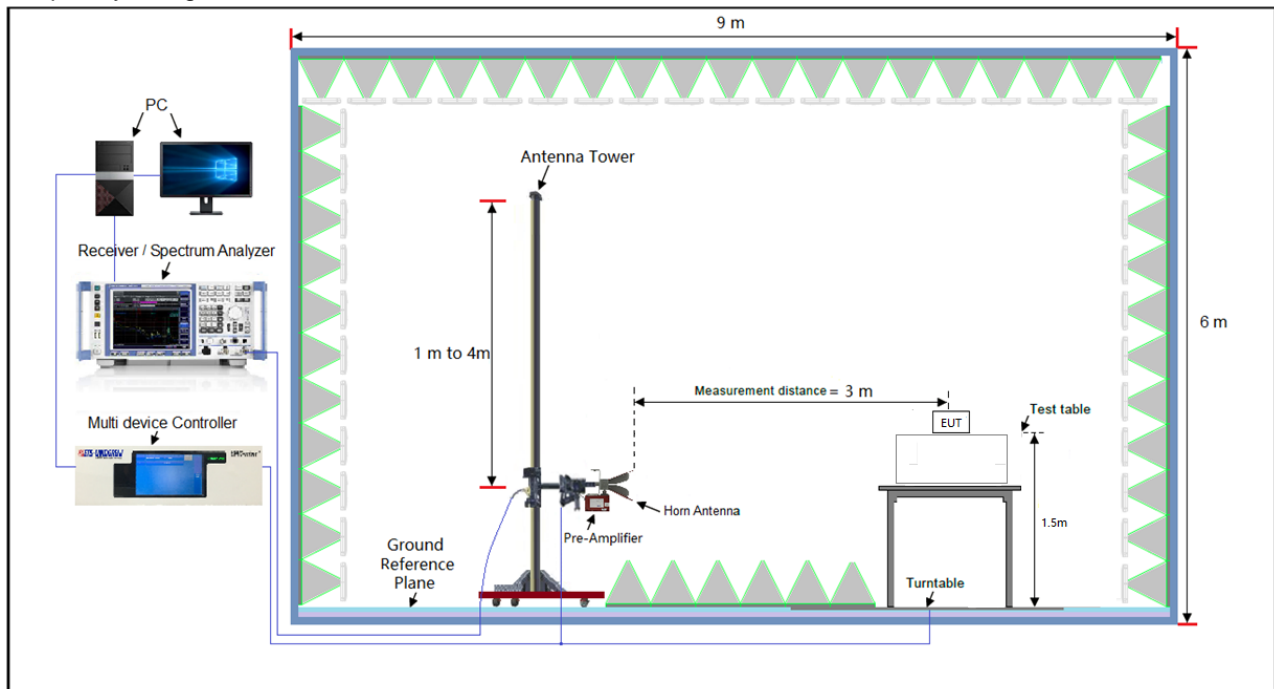 9 m
PC
Antenna Tower
Receiver / Spectrum Analyzer
1 m to 4m
6 m
Measurement distance = 3 m
Test table
EUT
Multi device Controller
Horn Antenna
1.5m
Pre-Amplifier
Ground
Reference
Plane
Turntable